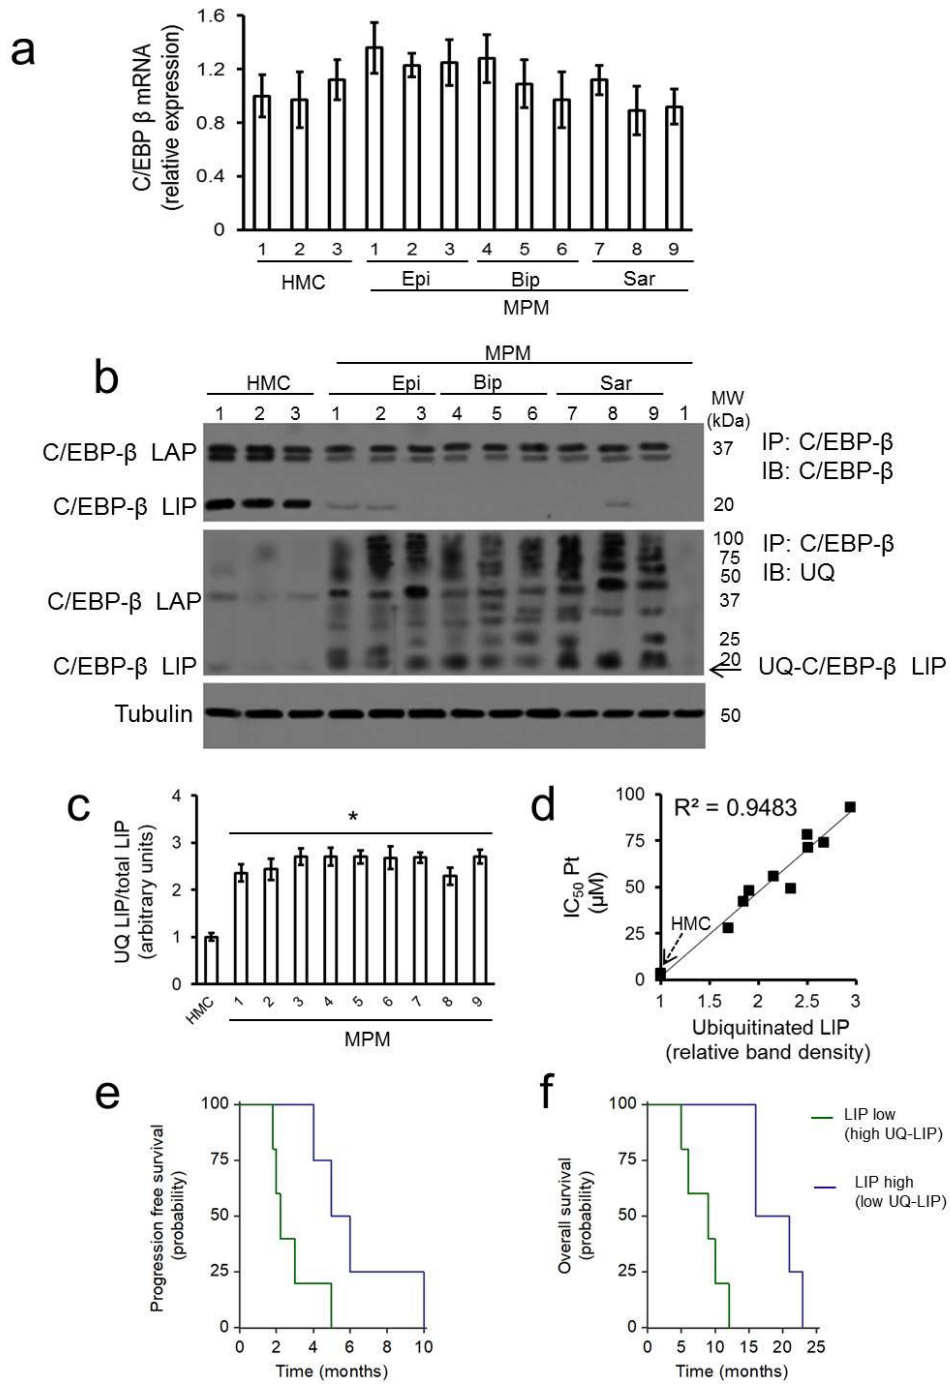 a
C/EBP β mRNA
(relative expression)
1.6
1.2
0.8
0.4
0
1 2 3 1 2 3 4 5 6 7 8 9
HMC Epi Bip Sar
MPM
b
MPM
HMC Epi Bip Sar
1 2 3 1 2 3 4 5 6 7 8 9 1
MW
(kDa)
C/EBP-β LAP
37
IP: C/EBP-β
IB: C/EBP-β
C/EBP-β LIP
20
100
75
50
37
25
20
IP: C/EBP-β
IB: UQ
C/EBP-β LAP
C/EBP-β LIP
UQ-C/EBP-β LIP
Tubulin
50
c
UQ LIP/total LIP
(arbitrary units)
4
3
2
1
0
*
HMC 1 2 3 4 5 6 7 8 9
MPM
d
IC50 Pt
(µM)
100
75
50
25
0
R² = 0.9483
HMC
1 1.5 2 2.5 3
Ubiquitinated LIP
(relative band density)
e
Progression free survival
(probability)
100
75
50
25
0
0 2 4 6 8 10
Time (months)
f
Overall survival
(probability)
100
75
50
25
0
0 5 10 15 20 25
Time (months)
LIP low
(high UQ-LIP)
LIP high
(low UQ-LIP)